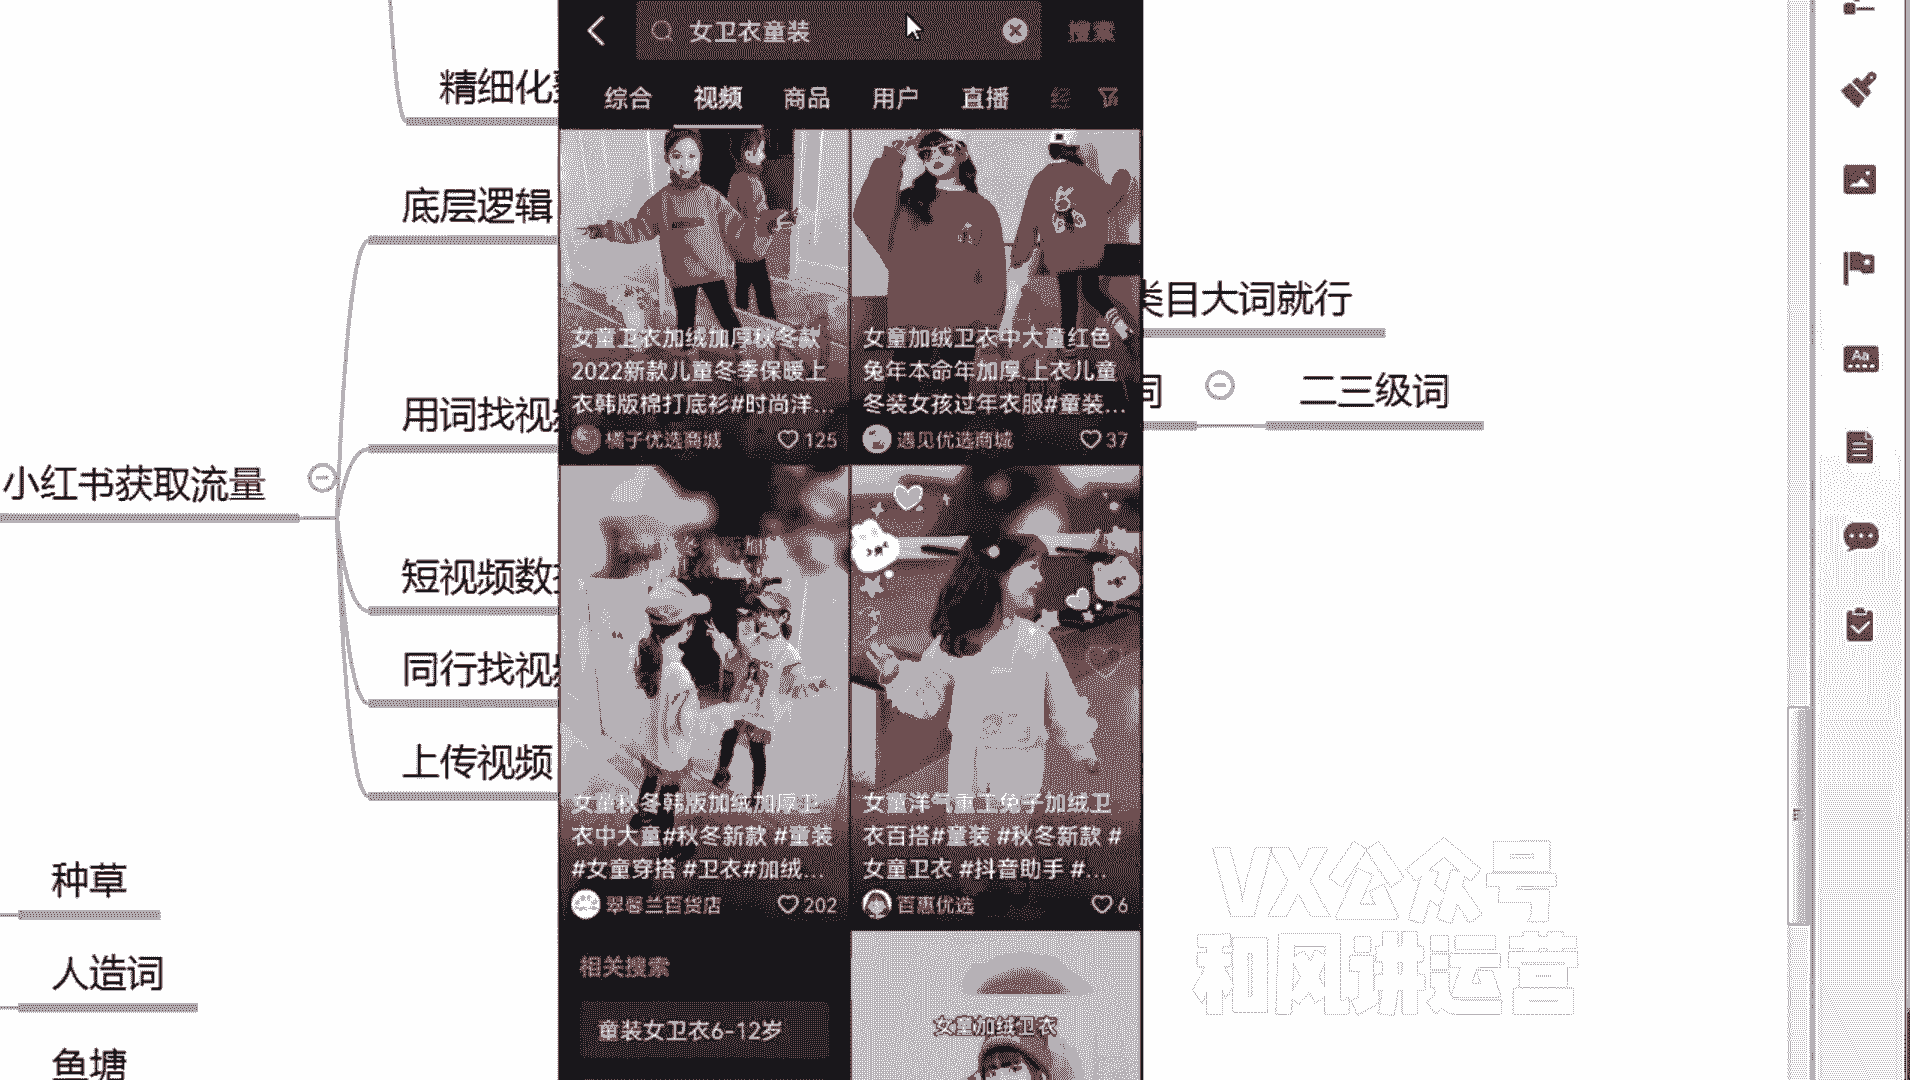 女卫衣童装
搜索
综合
视频
商品
用户
直播
精细化
底层逻辑
用词找视
小红书获取流量
短视频数
同行找视
上传视频
种草
人造词
鱼塘
女童卫衣加绒加厚秋冬款
2022新款儿童冬季保暖上
衣韩版棉打底衫#时尚洋...
橘子优选商城
125
女童加绒卫衣中大童红色
兔年本命年加厚上衣儿童
冬装女孩过年衣服#童装...
遇见优选商城
37
女童秋冬韩版加绒加厚卫
衣中大童#秋冬新款 #童装
#女童穿搭 #卫衣#加绒...
翠馨兰百货店
202
女童洋气重工兔子加绒卫
衣百搭#童装 #秋冬新款 #
女童卫衣 #抖音助手 #...
百惠优选
6
相关搜索
童装女卫衣6-12岁
女童加绒卫衣
类目大词就行
词
二三级词
Aa
VX公众号
和风讲运营